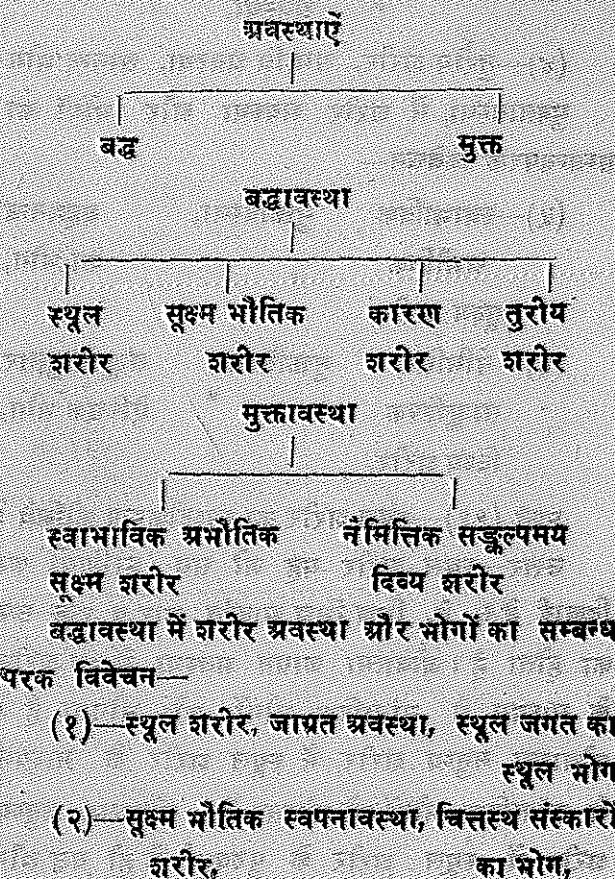 अवस्थाऐं
बद्ध मुक्त
बद्धावस्था
स्थूल सूक्ष्म भौतिक कारण तुरीय
शरीर शरीर शरीर शरीर
मुक्तावस्था
स्वाभाविक अभौतिक नैमित्तिक सङ्कल्पमय
सूक्ष्म शरीर दिव्य शरीर
बद्धावस्था में शरीर अवस्था और भोगों का सम्बन्ध
परक विवेचन—
(१)—स्थूल शरीर, जाग्रत अवस्था, स्थूल जगत का
स्थूल भोग
(२)—सूक्ष्म भौतिक स्वपनावस्था, चित्तस्थ संस्कारों
शरीर, का भोग,